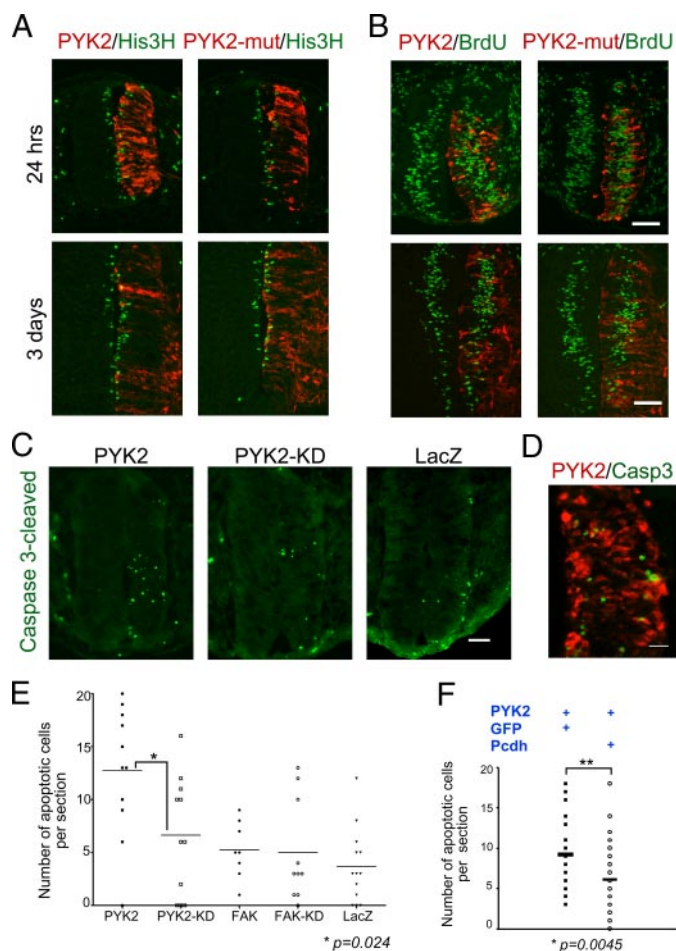 A
PYK2/His3H
PYK2-mut/His3H
24 hrs
3 days
B
PYK2/BrdU
PYK2-mut/BrdU
C
PYK2
PYK2-KD
LacZ
Caspase 3-cleaved
D
PYK2/Casp3
E
Number of apoptotic cells
per section
20
15
10
5
0
*
PYK2
PYK2-KD
FAK
FAK-KD
LacZ
* p=0.024
F
PYK2 + +
GFP +
Pcdh +
Number of apoptotic cells
per section
20
15
10
5
0
**
* p=0.0045